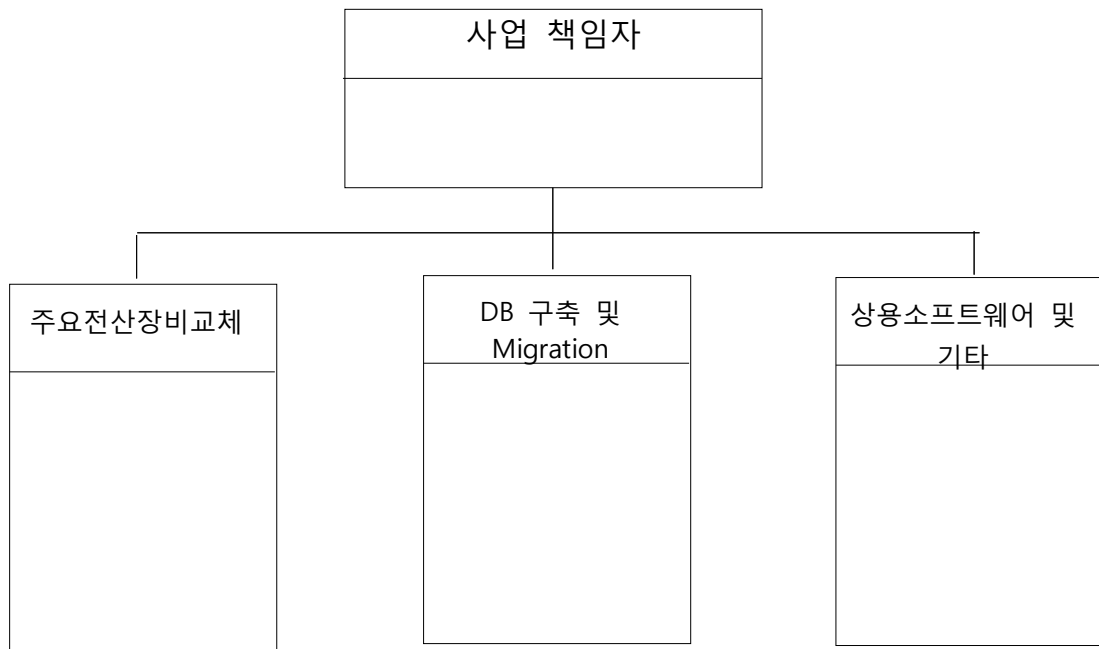 사업 책임자
주요전산장비교체
DB 구축 및
Migration
상용소프트웨어 및
기타